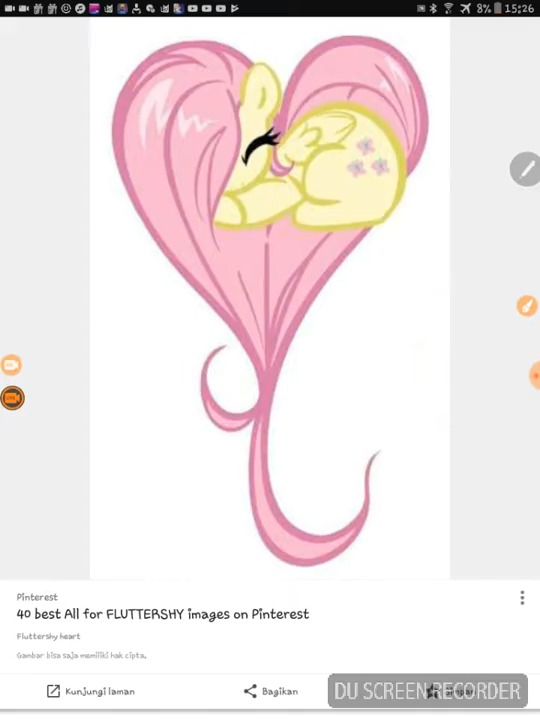 8% 15:26
Pinterest
40 best All for FLUTTERSHY images on Pinterest
Fluttershy heart
Gambar bisa saja memiliki hak cipta.
Kunjungi laman
Bagikan
DU SCREEN RECORDER